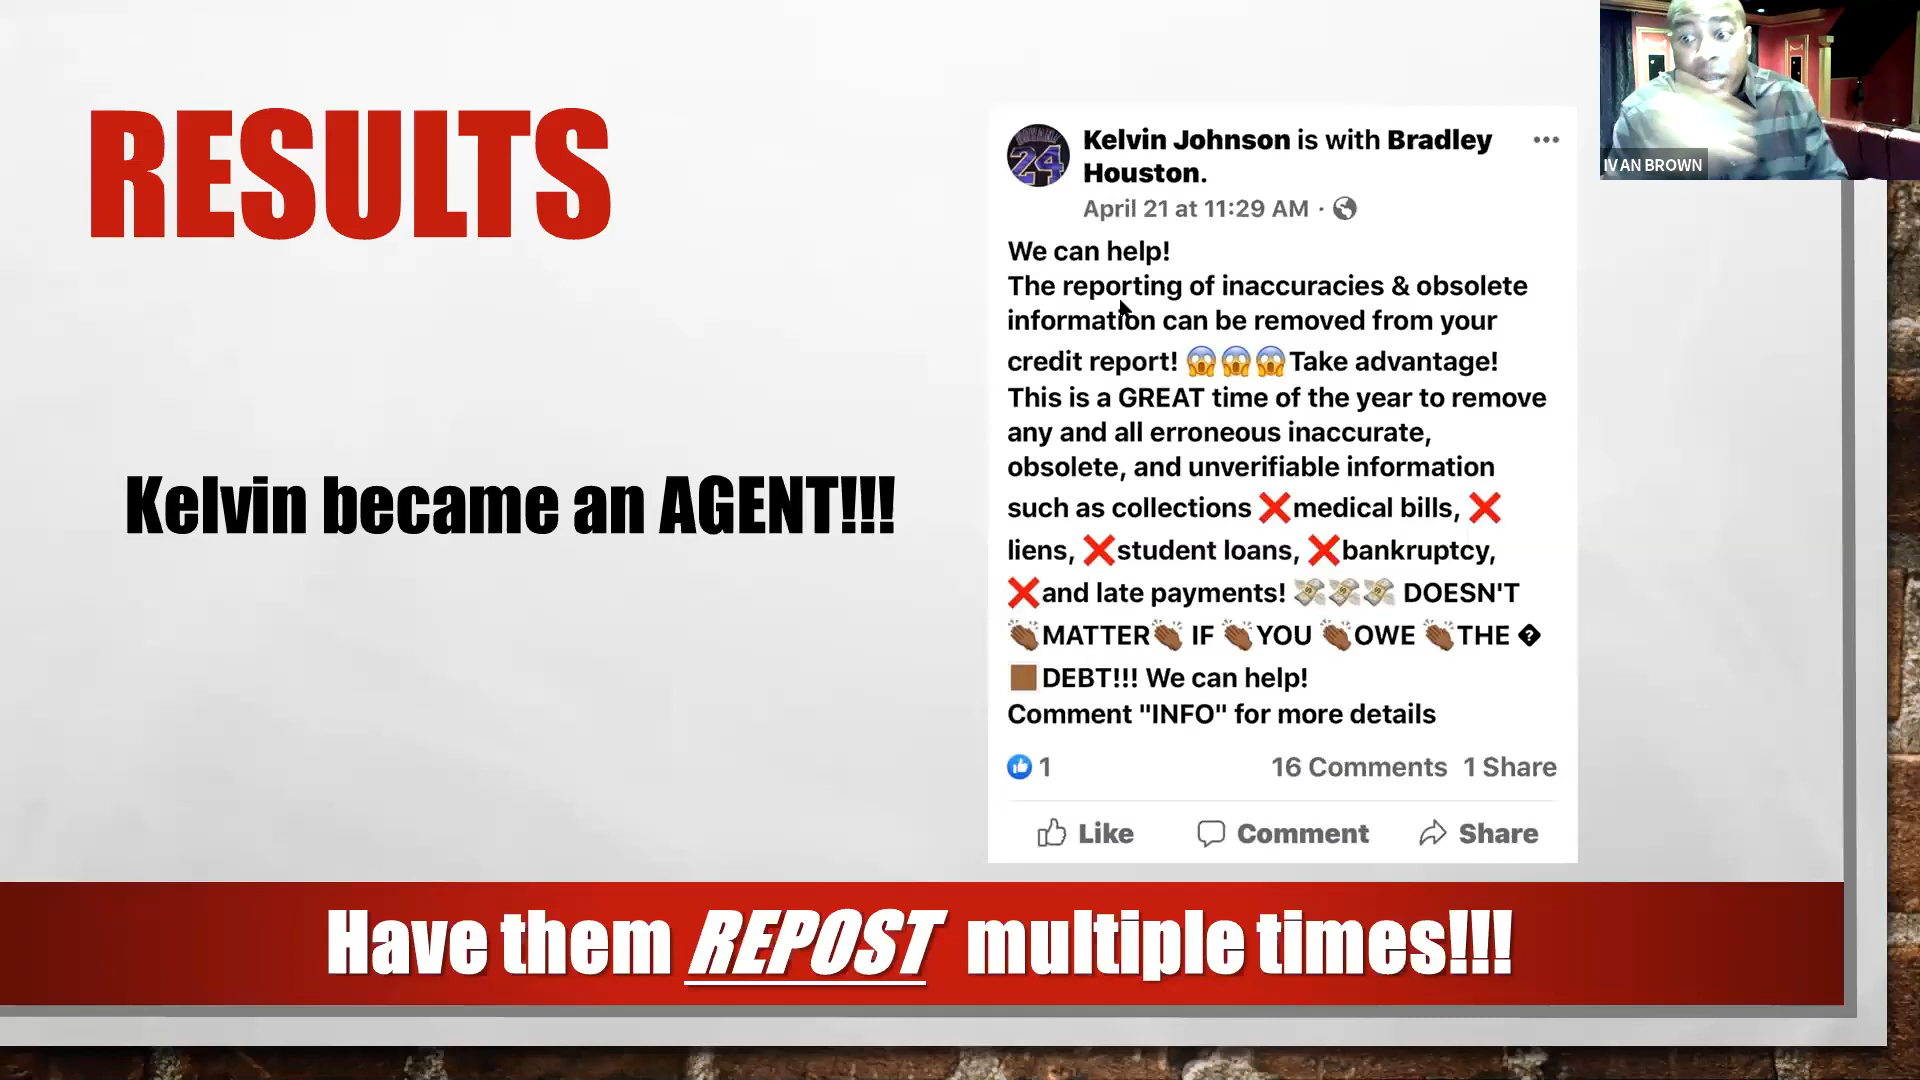 RESULTS
Kelvin became an AGENT!!!
Kelvin Johnson is with Bradley
Houston.
April 21 at 11:29 AM ·
We can help!
The reporting of inaccuracies & obsolete
information can be removed from your
credit report! 😱😱😱Take advantage!
This is a GREAT time of the year to remove
any and all erroneous inaccurate,
obsolete, and unverifiable information
such as collections ❌medical bills, ❌
liens, ❌student loans, ❌bankruptcy,
❌and late payments! 💸💸💸 DOESN'T
👏🏾MATTER👏🏾 IF 👏🏾YOU 👏🏾OWE 👏🏾THE �
🏾DEBT!!! We can help!
Comment "INFO" for more details
1
16 Comments 1 Share
Like Comment Share
Have them REPOST multiple times!!!
IVAN BROWN
24